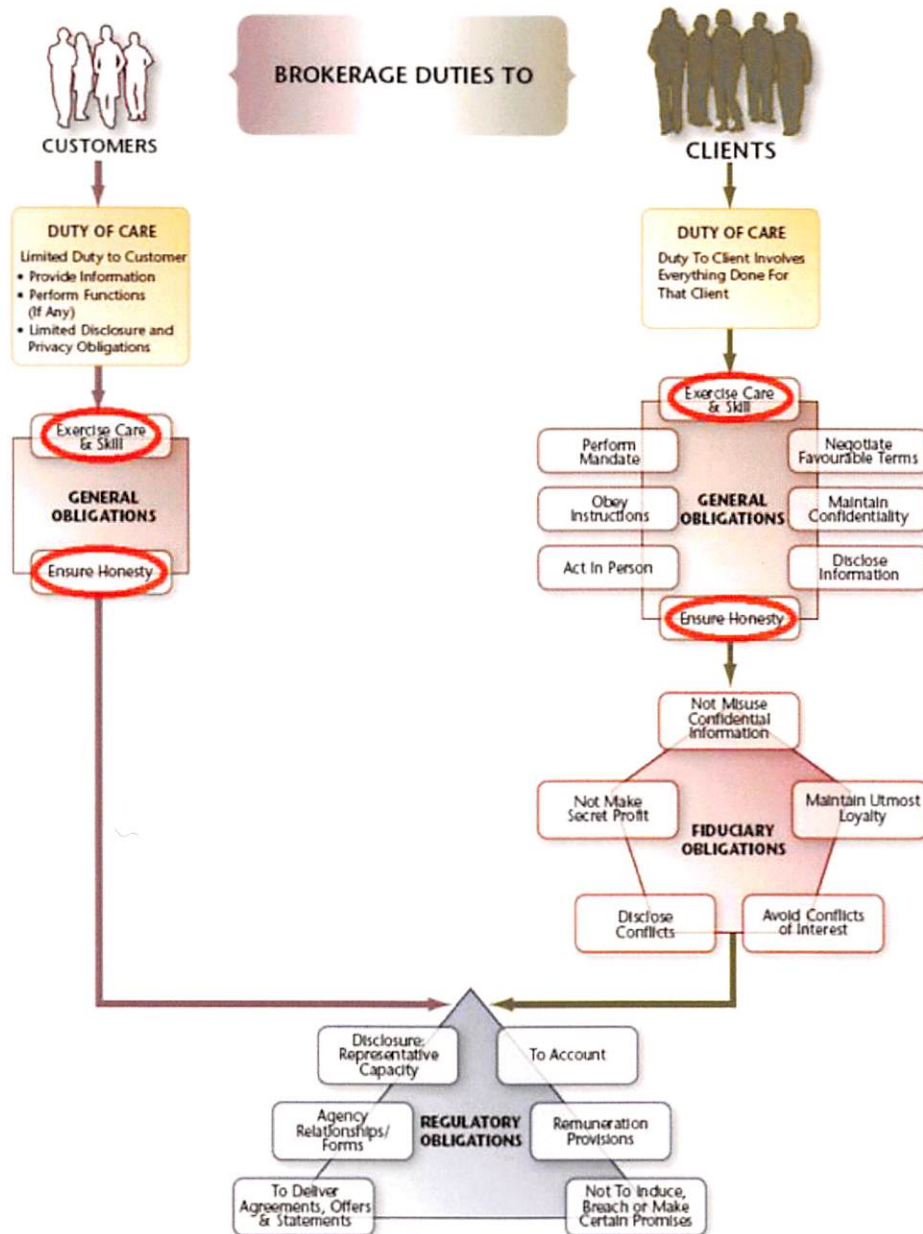 BROKERAGE DUTIES TO
CUSTOMERS
CLIENTS
DUTY OF CARE
Limited Duty to Customer
• Provide Information
• Perform Functions
(If Any)
• Limited Disclosure and
Privacy Obligations
DUTY OF CARE
Duty To Client Involves
Everything Done For
That Client
Exercise Care
& Skill
GENERAL
OBLIGATIONS
Ensure Honesty
Exercise Care
& Skill
Perform
Mandate
Negotiate
Favourable Terms
Obey
Instructions
GENERAL
OBLIGATIONS
Maintain
Confidentiality
Act In Person
Disclose
Information
Ensure Honesty
Not Misuse
Confidential
Information
Not Make
Secret Profit
Maintain Utmost
Loyalty
FIDUCIARY
OBLIGATIONS
Disclose
Conflicts
Avoid Conflicts
of Interest
Disclosure:
Representative
Capacity
To Account
Agency
Relationships/
Forms
REGULATORY
OBLIGATIONS
Remuneration
Provisions
To Deliver
Agreements, Offers
& Statements
Not To Induce,
Breach or Make
Certain Promises